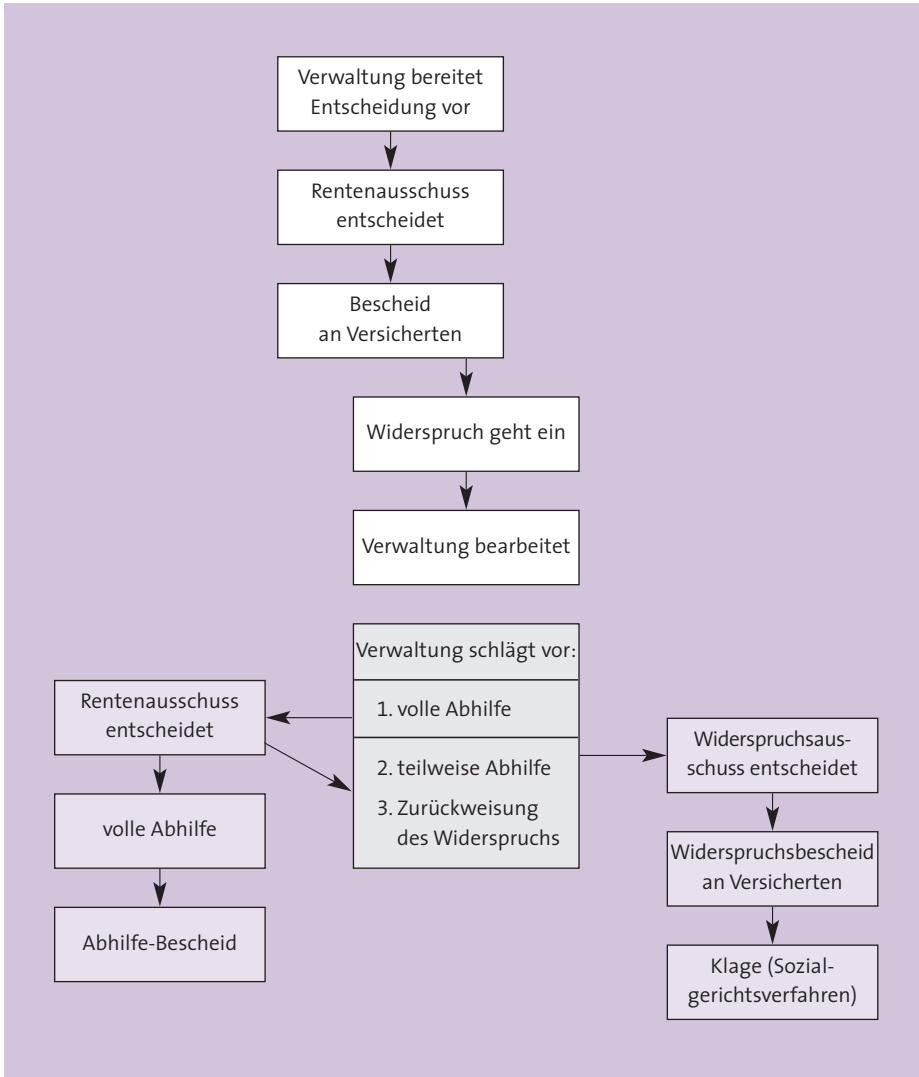 Verwaltung bereitet
Entscheidung vor
Rentenausschuss
entscheidet
Bescheid
an Versicherten
Widerspruch geht ein
Verwaltung bearbeitet
Verwaltung schlägt vor:
1. volle Abhilfe
2. teilweise Abhilfe
3. Zurückweisung
des Widerspruchs
Rentenausschuss
entscheidet
volle Abhilfe
Abhilfe-Bescheid
Widerspruchsaus-
schuss entscheidet
Widerspruchsbescheid
an Versicherten
Klage (Sozial-
gerichtsverfahren)